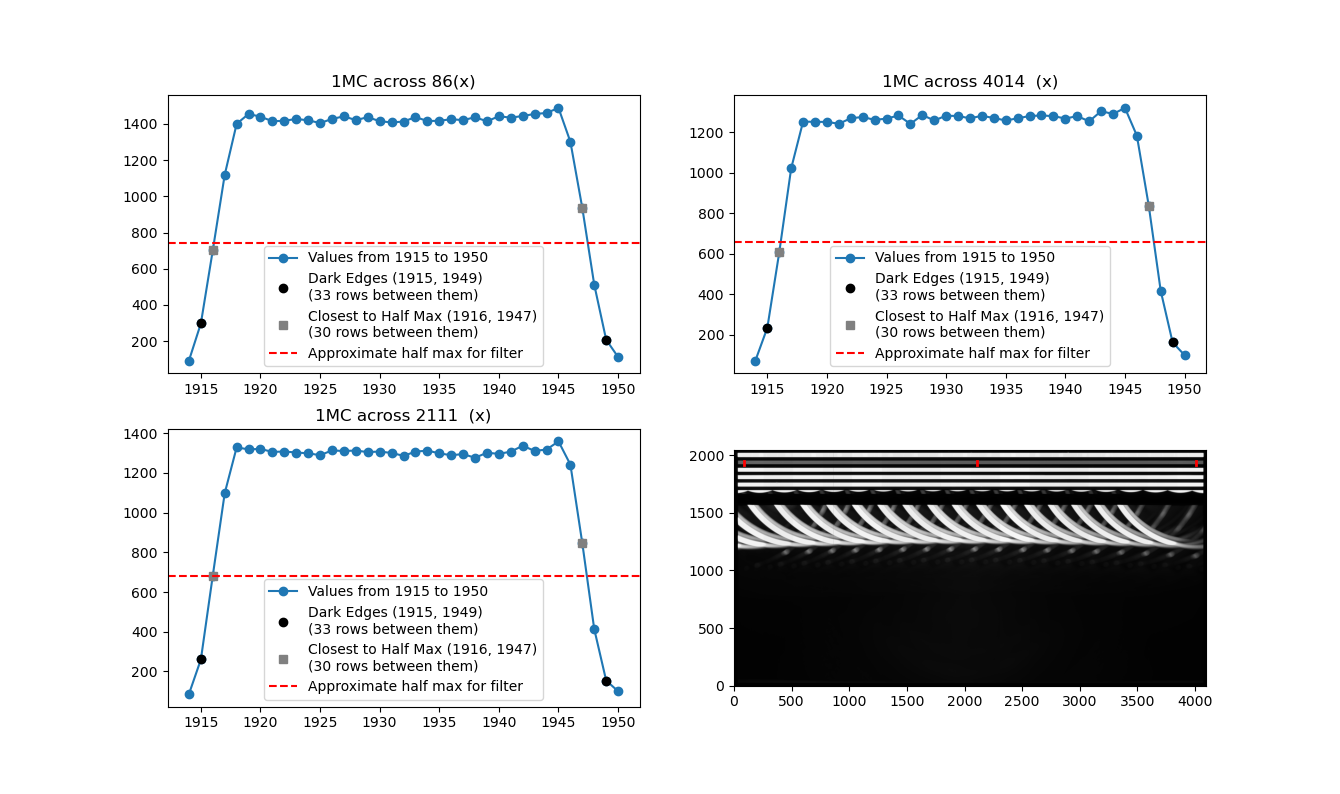 1MC across 86(x)
1400
1200
1000
800
600
400
200
Values from 1915 to 1950
Dark Edges (1915, 1949)
(33 rows between them)
Closest to Half Max (1916, 1947)
(30 rows between them)
Approximate half max for filter
1915 1920 1925 1930 1935 1940 1945 1950
1MC across 4014 (x)
1200
1000
800
600
400
200
Values from 1915 to 1950
Dark Edges (1915, 1949)
(33 rows between them)
Closest to Half Max (1916, 1947)
(30 rows between them)
Approximate half max for filter
1915 1920 1925 1930 1935 1940 1945 1950
1MC across 2111 (x)
1400
1200
1000
800
600
400
200
Values from 1915 to 1950
Dark Edges (1915, 1949)
(33 rows between them)
Closest to Half Max (1916, 1947)
(30 rows between them)
Approximate half max for filter
1915 1920 1925 1930 1935 1940 1945 1950
2000
1500
1000
500
0
0 500 1000 1500 2000 2500 3000 3500 4000